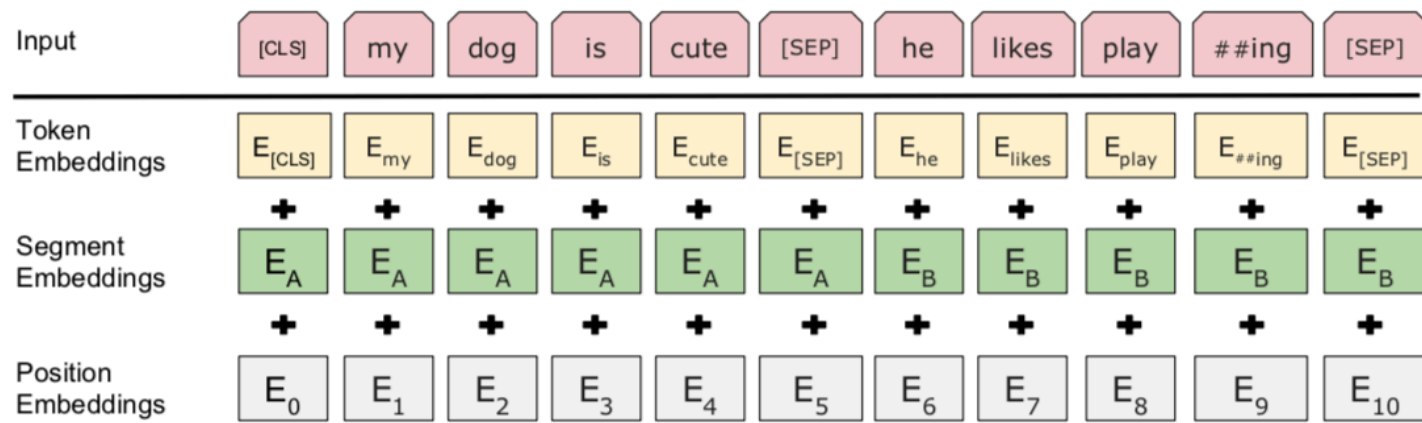 Input [CLS] my dog is cute [SEP] he likes play ##ing [SEP]
Token Embeddings E[CLS] Emy Edog Eis Ecute E[SEP] Ehe Elikes Eplay E##ing E[SEP]
+ + + + + + + + + + +
Segment Embeddings EA EA EA EA EA EA EB EB EB EB EB
+ + + + + + + + + + +
Position Embeddings E0 E1 E2 E3 E4 E5 E6 E7 E8 E9 E10